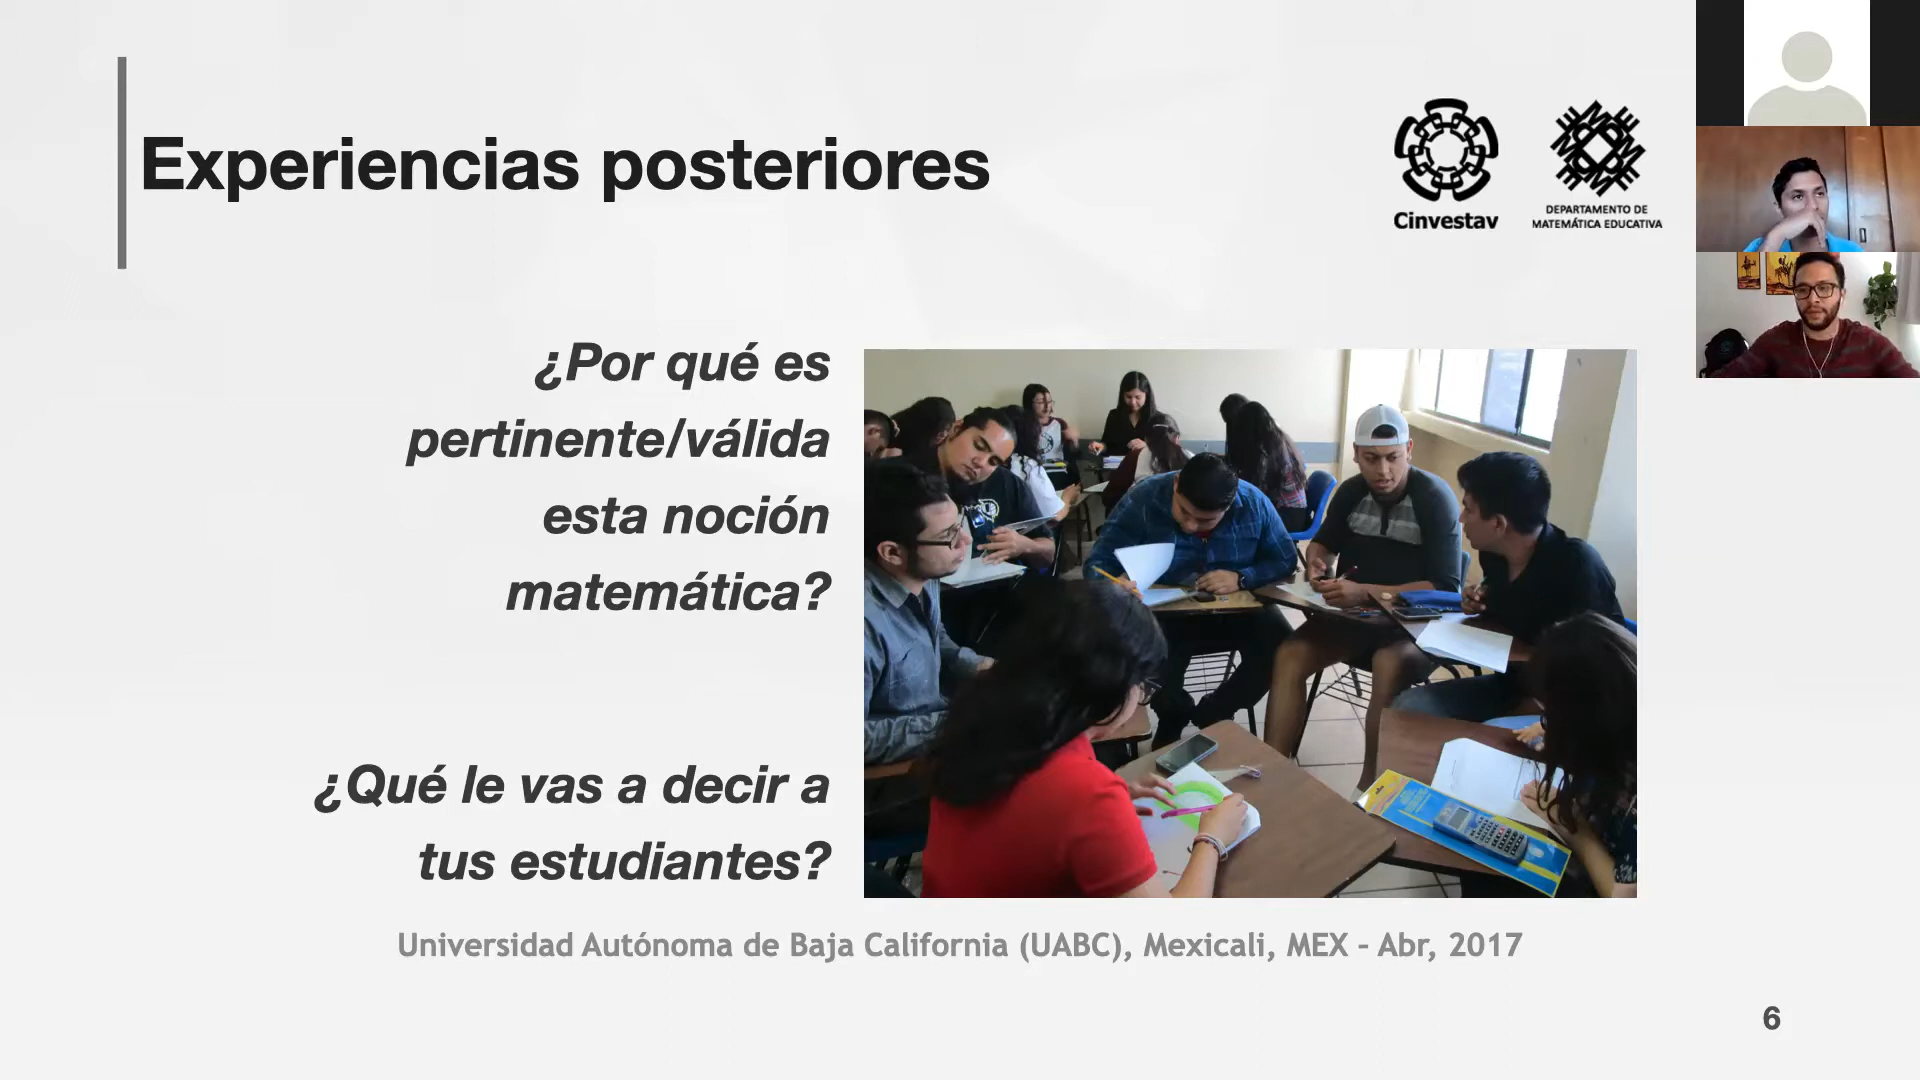 Experiencias posteriores
Cinvestav
DEPARTAMENTO DE
MATEMÁTICA EDUCATIVA
¿Por qué es
pertinente/válida
esta noción
matemática?
¿Qué le vas a decir a
tus estudiantes?
Universidad Autónoma de Baja California (UABC), Mexicali, MEX - Abr, 2017
6